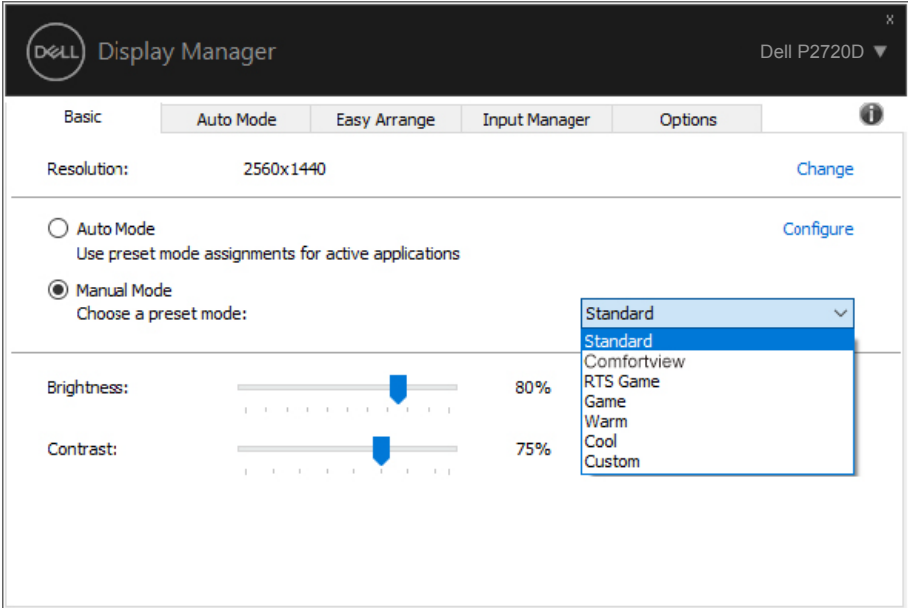 x
DELL Display Manager
Dell P2720D ▼
Basic Auto Mode Easy Arrange Input Manager Options
Resolution: 2560x1440 Change
Auto Mode Configure
Use preset mode assignments for active applications
Manual Mode
Choose a preset mode: Standard
Standard
Comfortview
RTS Game
Game
Warm
Cool
Custom
Brightness: 80%
Contrast: 75%